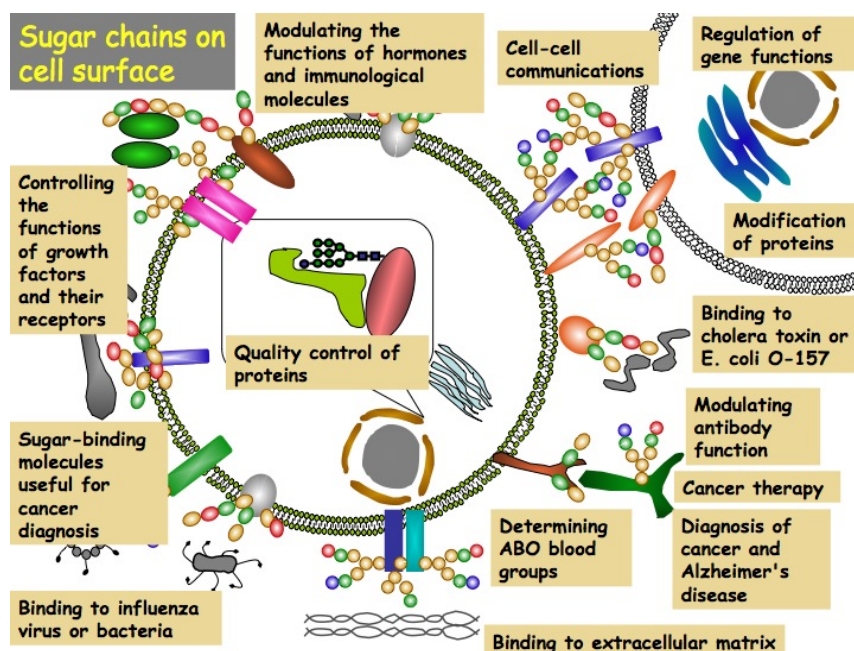 Sugar chains on
cell surface
Modulating the
functions of hormones
and immunological
molecules
Cell-cell
communications
Regulation
of gene functions
Controlling
the
functions
of growth
factors
and their
receptors
Modification
of proteins
Quality control of
proteins
Binding to
cholera toxin or
E. coli O-157
Sugar-binding
molecules
useful for
cancer
diagnosis
Modulating
antibody
function
Cancer therapy
Determining
ABO blood
groups
Diagnosis of
cancer and
Alzheimer's
disease
Binding to influenza
virus or bacteria
Binding to extracellular matrix